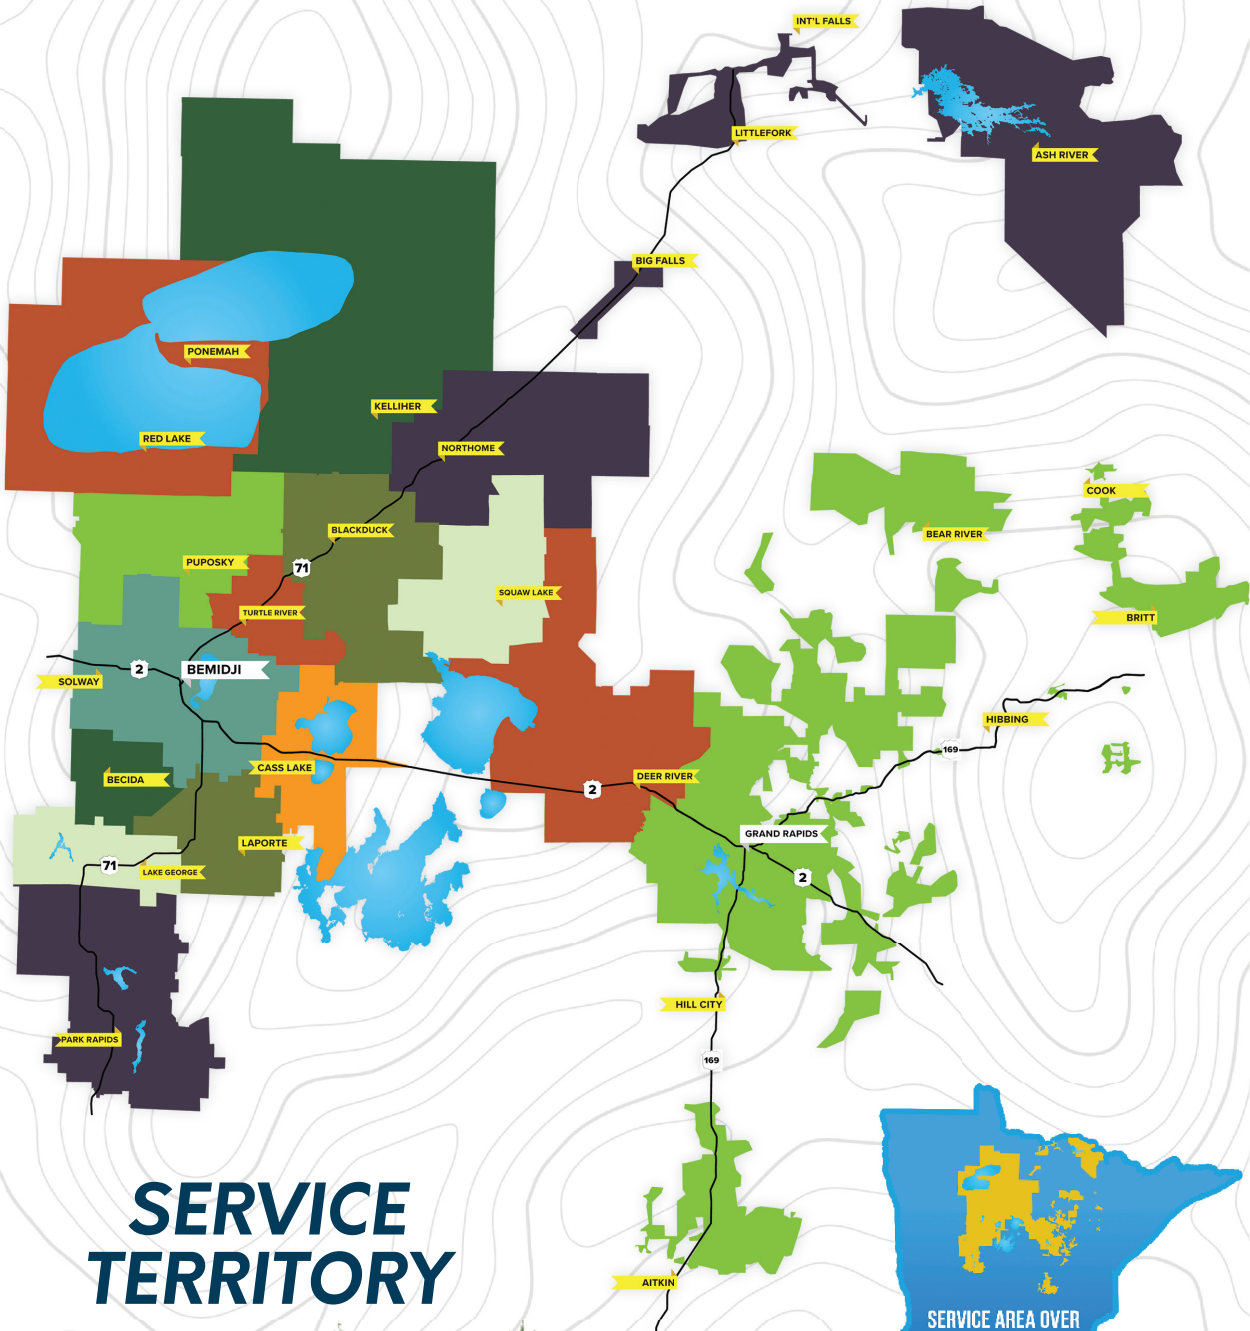 INT'L FALLS
LITTLEFORK
ASH RIVER
BIG FALLS
PONEMAH
KELLIHER
RED LAKE
NORTHOME
COOK
BLACKDUCK
BEAR RIVER
PUPOSKY
71
SQUAW LAKE
TURTLE RIVER
BRITT
2
BEMIDJI
SOLWAY
HIBBING
169
CASS LAKE
BECIDA
DEER RIVER
2
GRAND RAPIDS
LAPORTE
71
LAKE GEORGE
2
HILL CITY
PARK RAPIDS
169
SERVICE
TERRITORY
AITKIN
SERVICE AREA OVER